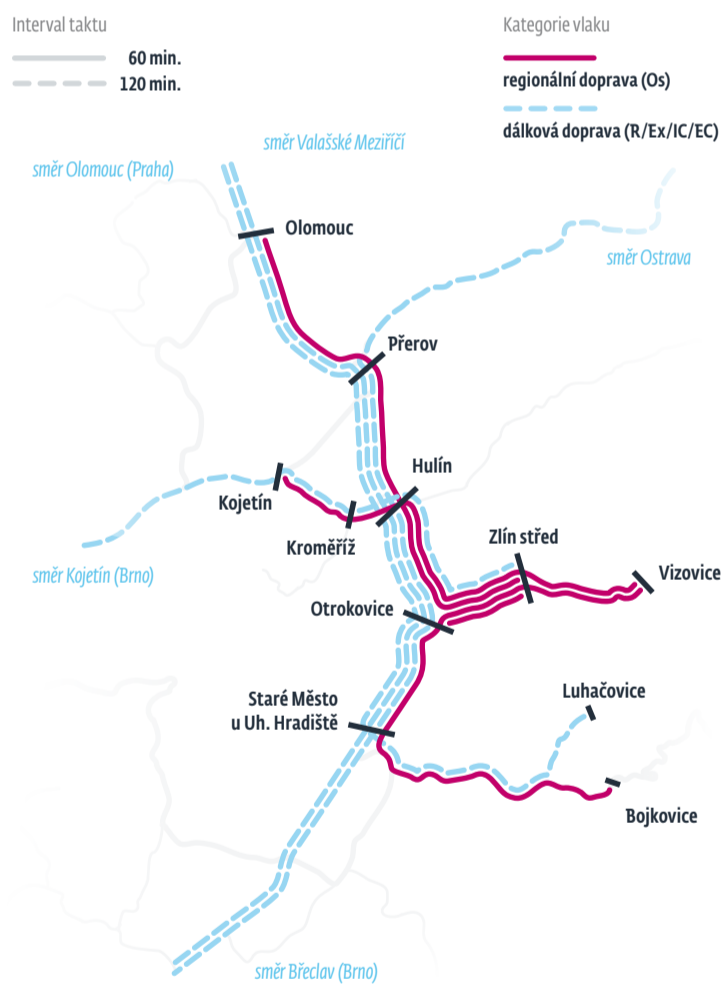 Interval taktu
60 min.
120 min.
Kategorie vlaku
regionální doprava (Os)
dálková doprava (R/Ex/IC/EC)
směr Valašské Meziříčí
směr Olomouc (Praha)
Olomouc
směr Ostrava
Přerov
Hulín
Kojetín
Kroměříž
Zlín střed
směr Kojetín (Brno)
Vizovice
Otrokovice
Luhačovice
Staré Město
u Uh. Hradiště
Bojkovice
směr Břeclav (Brno)